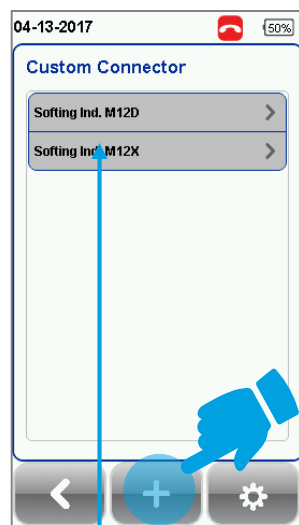 04-13-2017
50%
Custom Connector
Softing Ind. M12D
Softing Ind. M12X